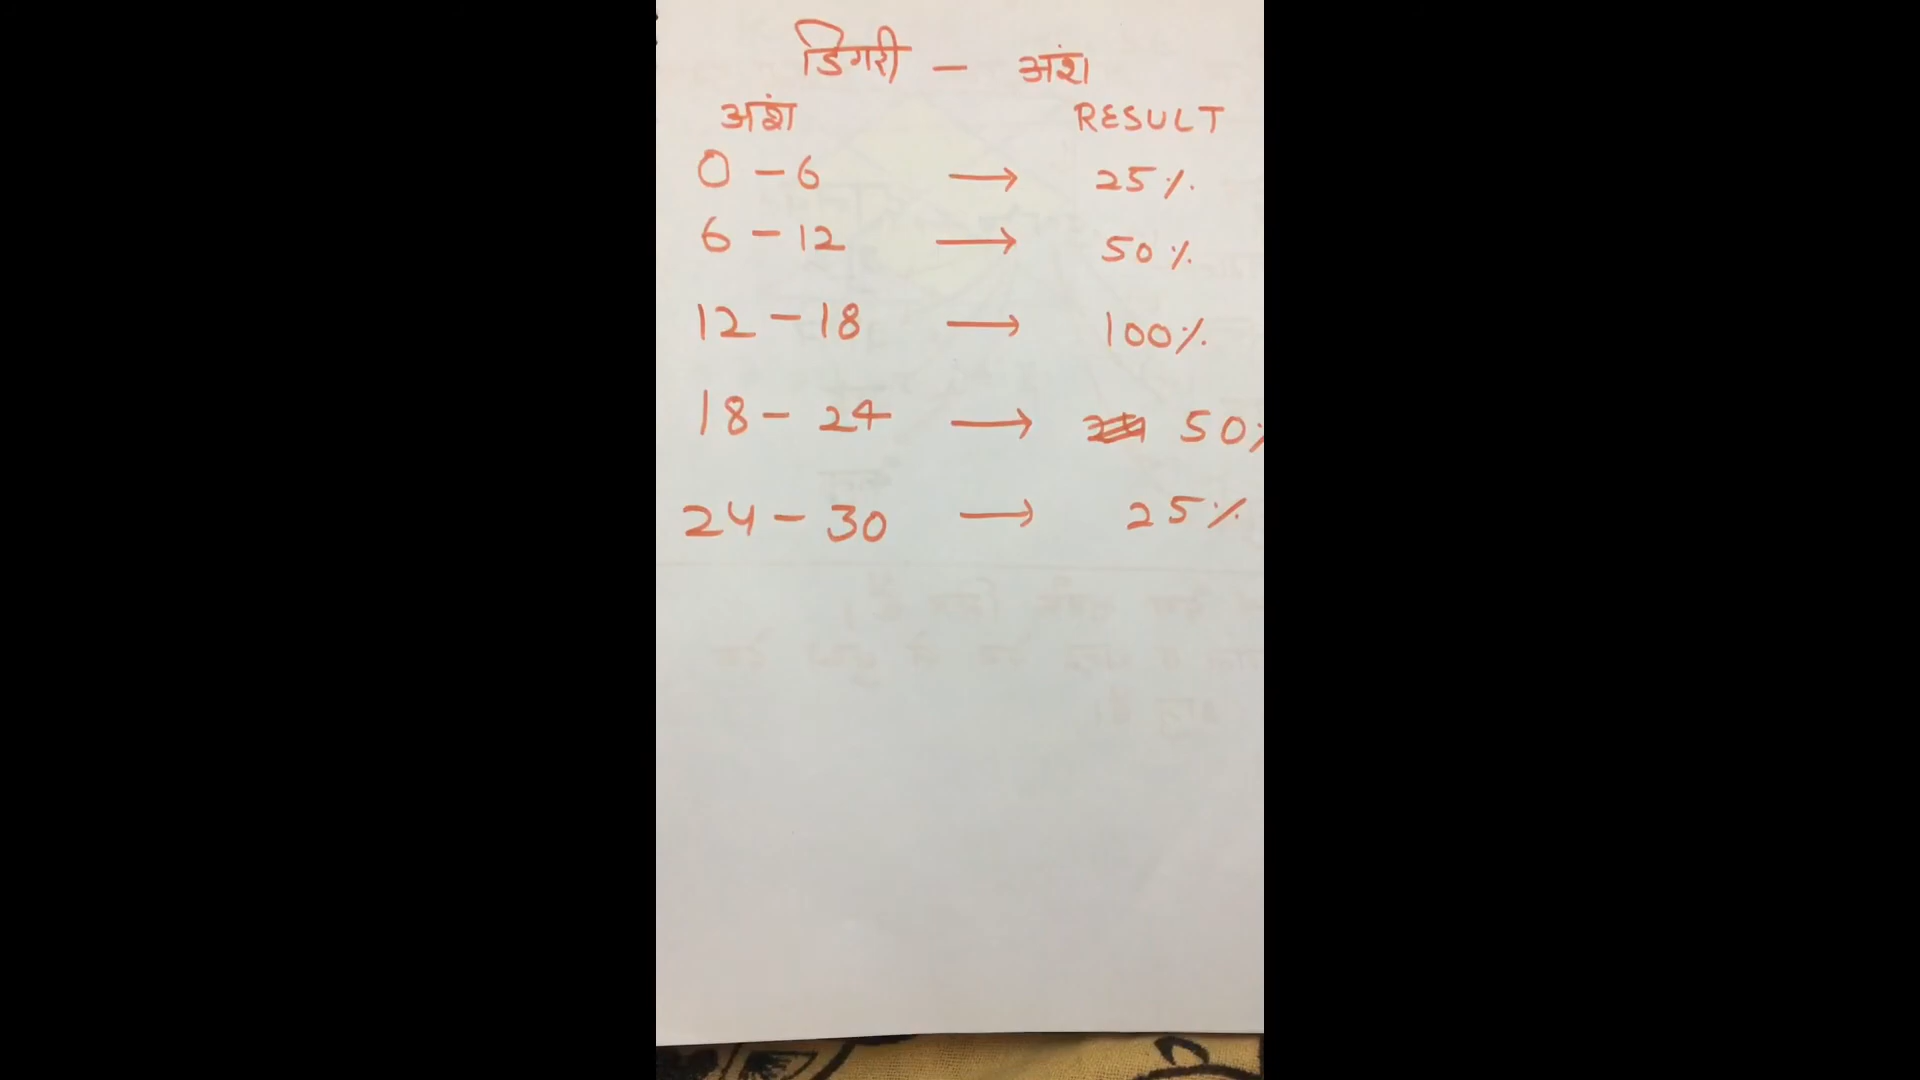 डिगरी - अंश
अंश RESULT
0 - 6 → 25%
6 - 12 → 50%
12 - 18 → 100%
18 - 24 → 50%
24 - 30 → 25%